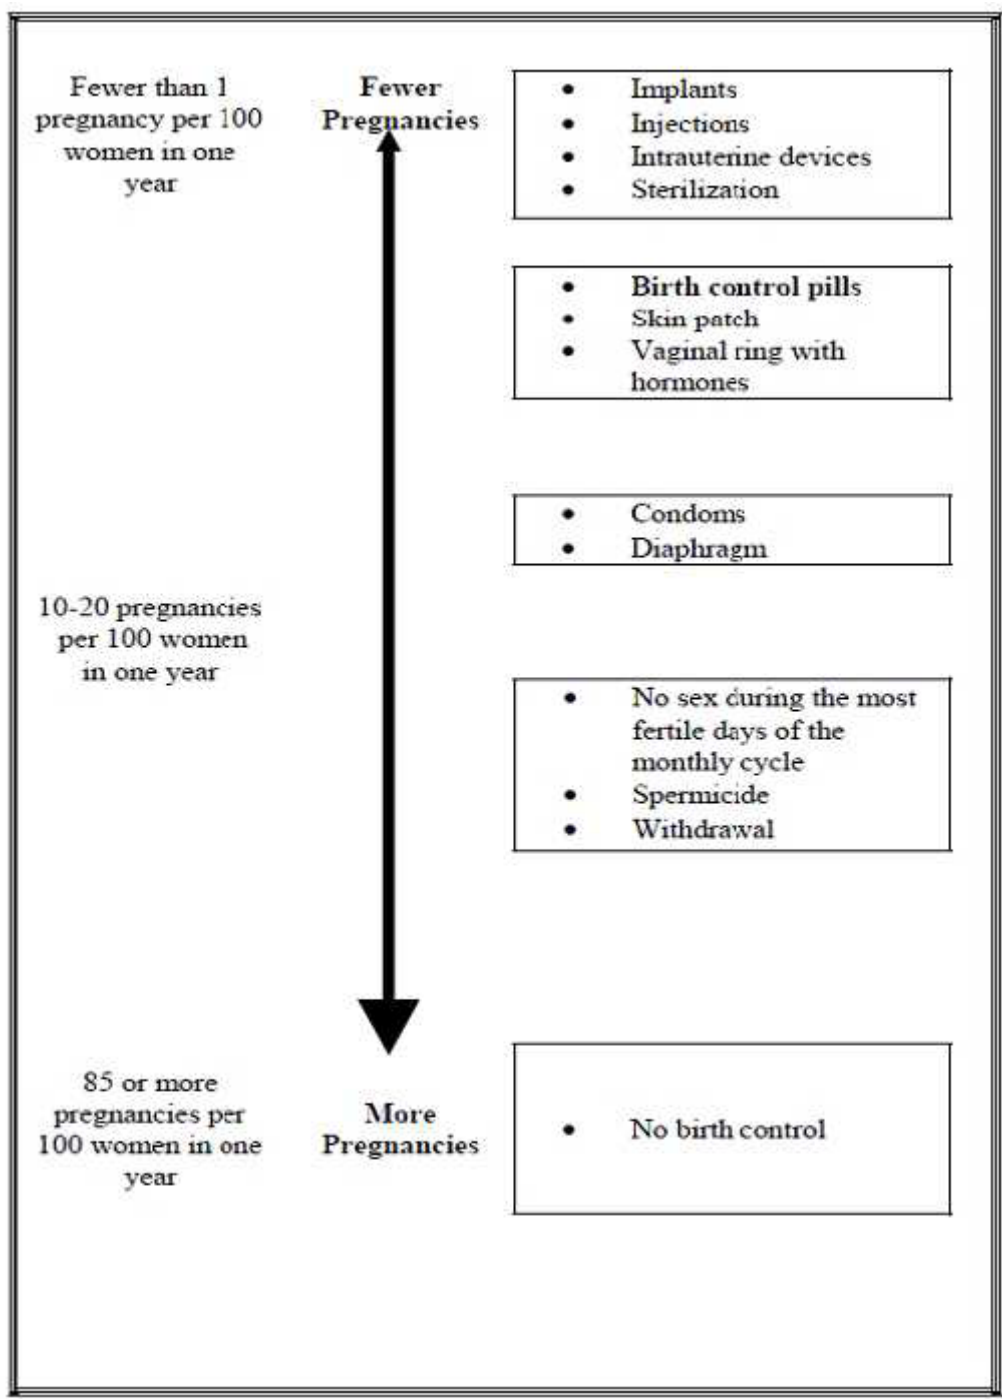 Fewer than 1
pregnancy per 100
women in one
year
Fewer
Pregnancies
• Implants
• Injections
• Intrauterine devices
• Sterilization
• Birth control pills
• Skin patch
• Vaginal ring with
hormones
• Condoms
• Diaphragm
10-20 pregnancies
per 100 women
in one year
• No sex during the most
fertile days of the
monthly cycle
• Spermicide
• Withdrawal
85 or more
pregnancies per
100 women in one
year
More
Pregnancies
• No birth control